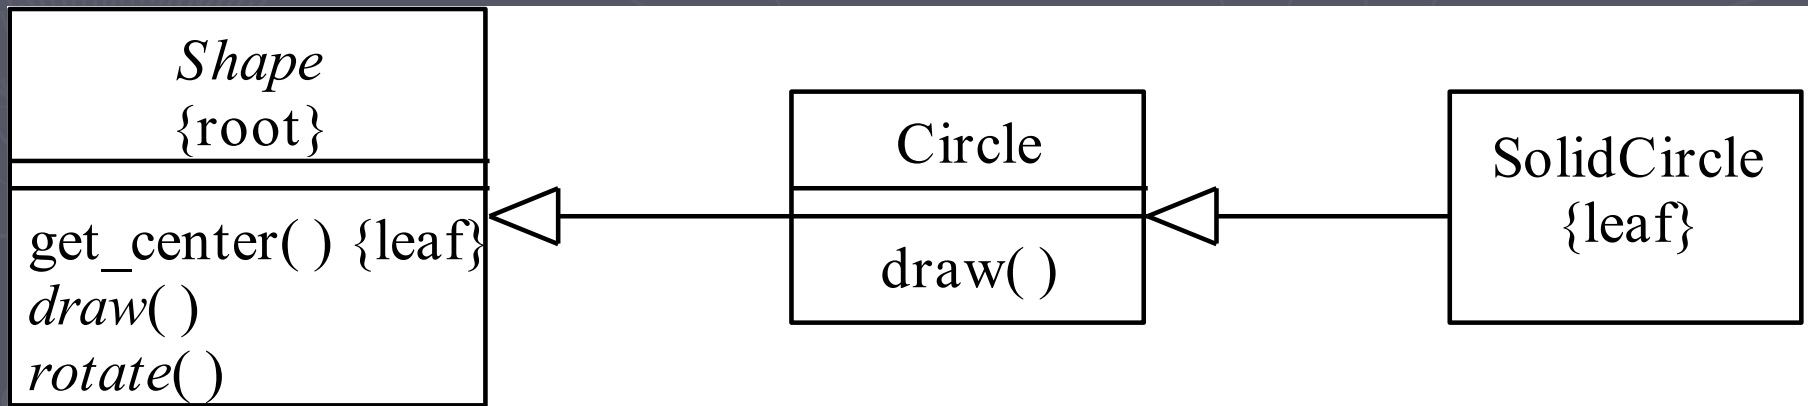 Shape
{root}
get_center( ) {leaf}
draw( )
rotate( )
Circle
draw( )
SolidCircle
{leaf}